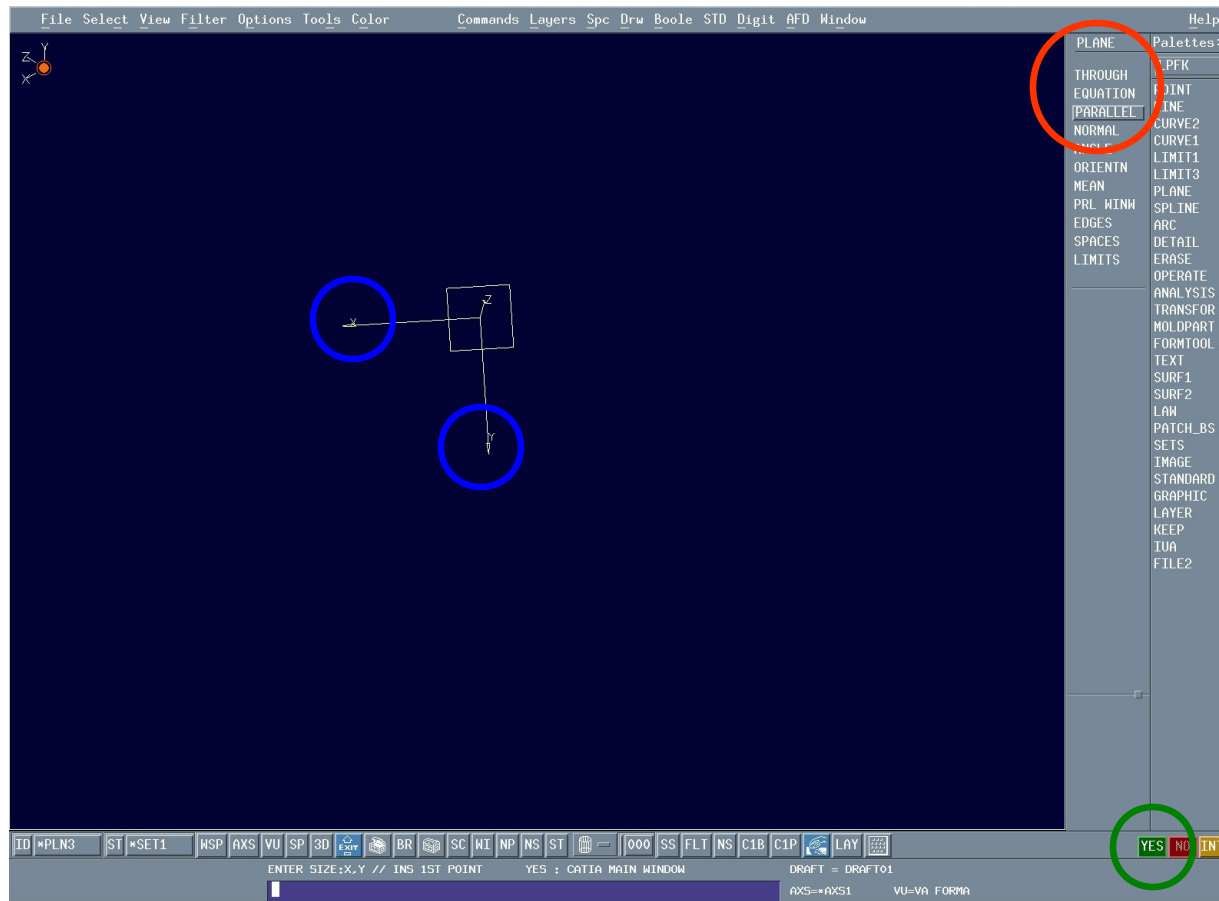 File Select View Filter Options Tools Color Commands Layers Spc Drw Boole STD Digit AFD Window Help
Z Y X
PLANE
THROUGH
EQUATION
PARALLEL
NORMAL
ANGLE
ORIENTN
MEAN
PRL WINW
EDGES
SPACES
LIMITS
Palettes:
LPFK
POINT
LINE
CURVE2
CURVE1
LIMIT1
LIMIT3
PLANE
SPLINE
ARC
DETAIL
ERASE
OPERATE
ANALYSIS
TRANSFOR
MOLDPART
FORMTOOL
TEXT
SURF1
SURF2
LAW
PATCH_BS
SETS
IMAGE
STANDARD
GRAPHIC
LAYER
KEEP
IUA
FILE2
Z
X
Y
ID *PLN3 ST *SET1 WSP AXS VU SP 3D EXIT BR SC WI NP NS ST 000 SS FLT NS C1B C1P LAY YES NO INT
ENTER SIZE:X,Y // INS 1ST POINT YES : CATIA MAIN WINDOW DRAFT = DRAFT01
AXS=*AXS1 VU=VA FORMA